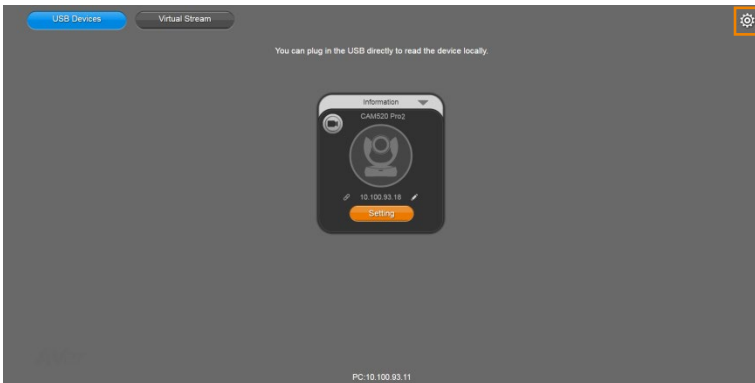 USB Devices
Virtual Stream
You can plug in the USB directly to read the device locally.
Information
CAM520 Pro2
10.100.93.18
Setting
PC:10.100.93.11